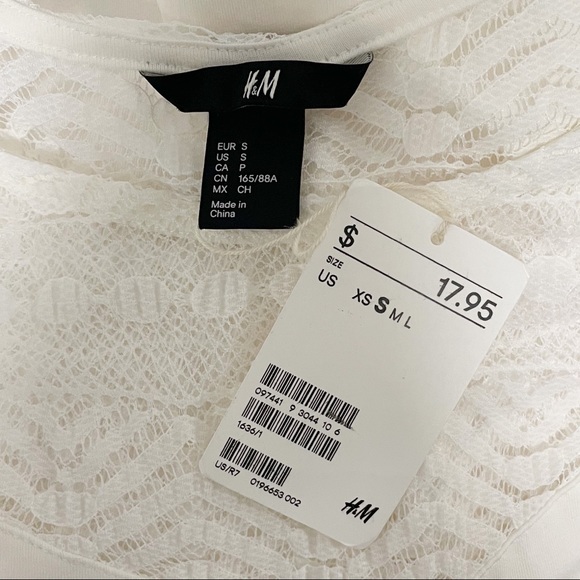 H&M
EUR S
US S
CA P
CN 165/88A
MX CH
Made in
China
$ 17.95
SIZE
US XS S M L
097441 9 3044 10 6
1636/1
US/R7 0196653 002
H&M